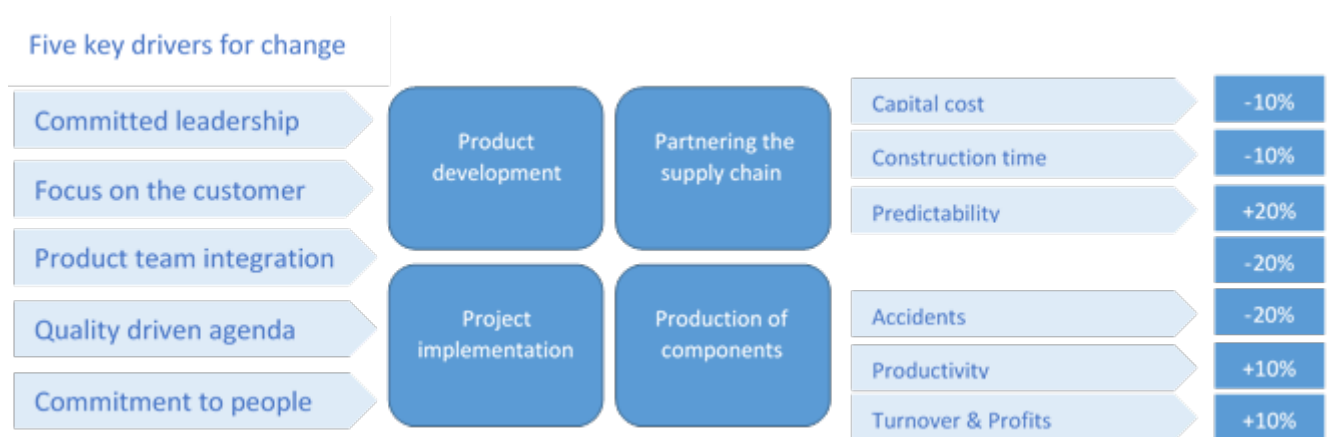 Five key drivers for change
Committed leadership
Focus on the customer
Product team integration
Quality driven agenda
Commitment to people
Product
development
Partnering the
supply chain
Project
implementation
Production of
components
Capital cost
-10%
Construction time
-10%
Predictability
+20%
-20%
Accidents
-20%
Productivity
+10%
Turnover & Profits
+10%